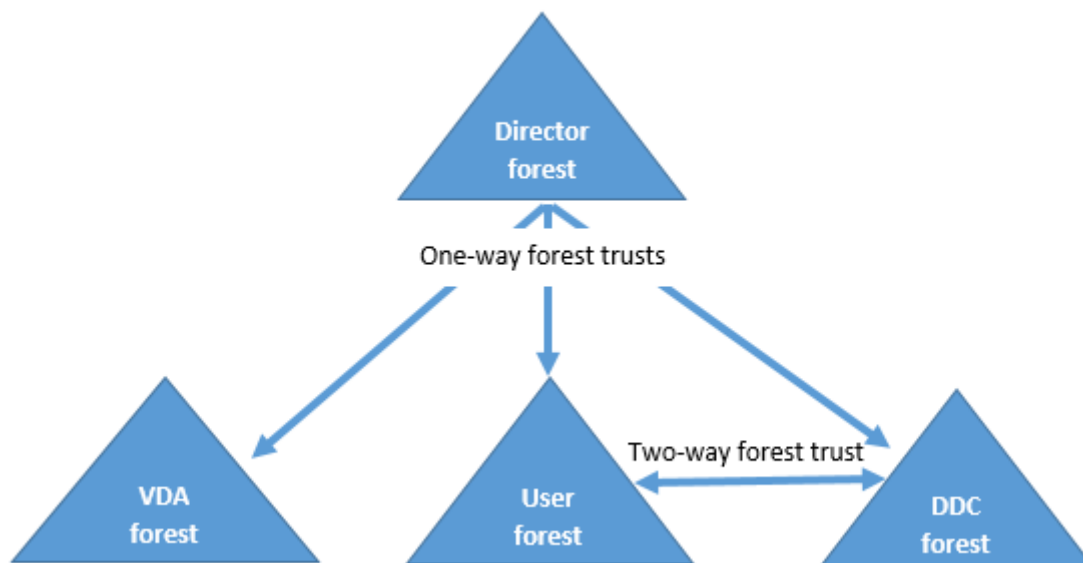 Director
forest
One-way forest trusts
Two-way forest trust
VDA
forest
User
forest
DDC
forest